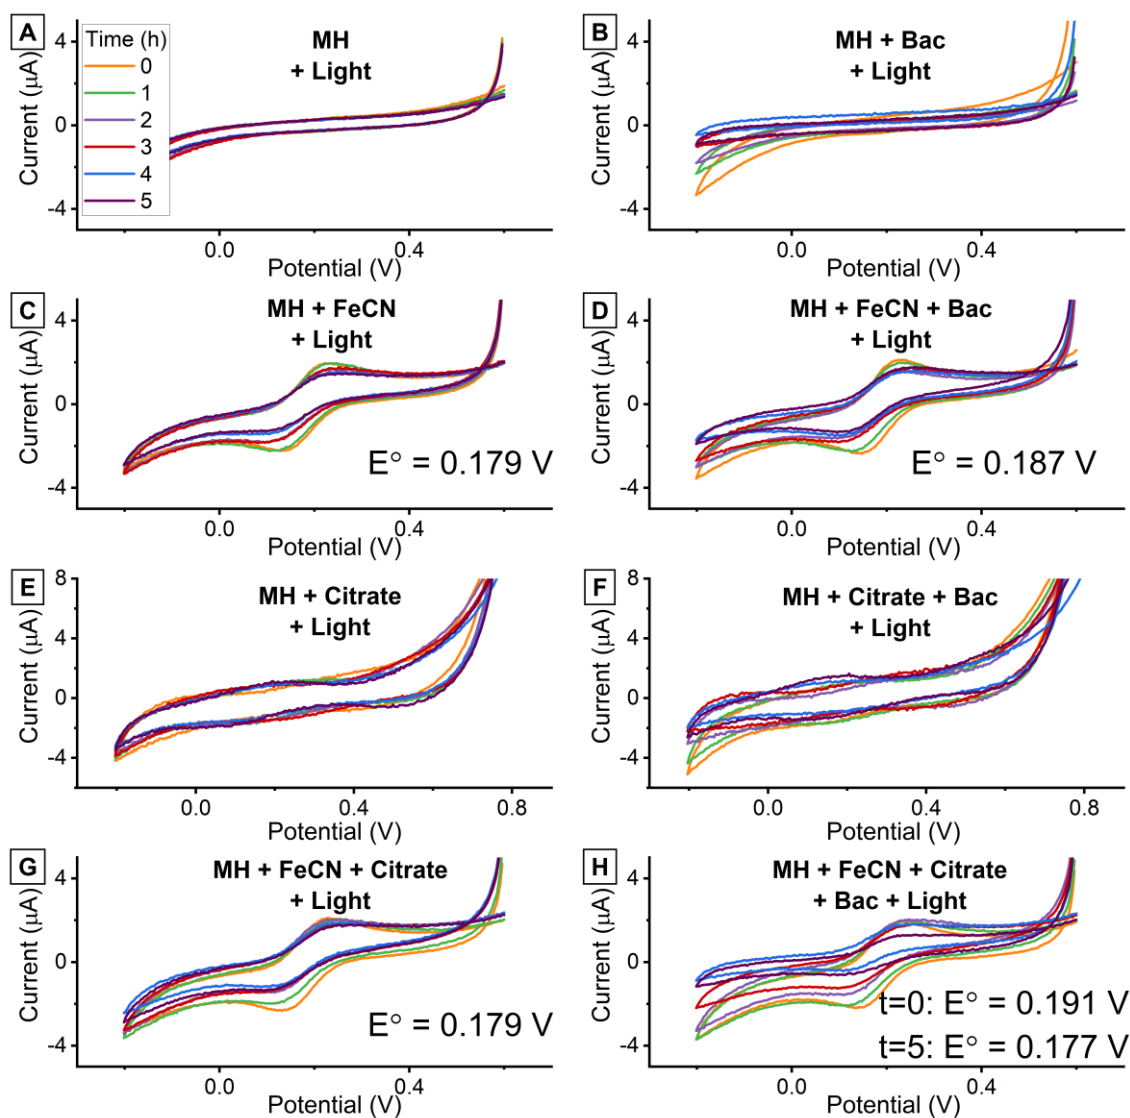 A
Time (h)
0
1
2
3
4
5
MH
+ Light
4
0
-4
Current (μA)
0.0
0.4
Potential (V)
B
MH + Bac
+ Light
4
0
-4
Current (μA)
0.0
0.4
Potential (V)
C
MH + FeCN
+ Light
4
0
-4
Current (μA)
E° = 0.179 V
0.0
0.4
Potential (V)
D
MH + FeCN + Bac
+ Light
4
0
-4
Current (μA)
E° = 0.187 V
0.0
0.4
Potential (V)
E
MH + Citrate
+ Light
8
4
0
-4
Current (μA)
0.0
0.4
0.8
Potential (V)
F
MH + Citrate + Bac
+ Light
8
4
0
-4
Current (μA)
0.0
0.4
0.8
Potential (V)
G
MH + FeCN + Citrate
+ Light
4
0
-4
Current (μA)
E° = 0.179 V
0.0
0.4
Potential (V)
H
MH + FeCN + Citrate
+ Bac + Light
4
0
-4
Current (μA)
t=0: E° = 0.191 V
t=5: E° = 0.177 V
0.0
0.4
Potential (V)